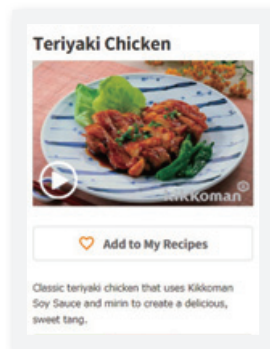 Teriyaki Chicken
kikkoman®
Add to My Recipes
Classic teriyaki chicken that uses Kikkoman
Soy Sauce and mirin to create a delicious,
sweet tang.